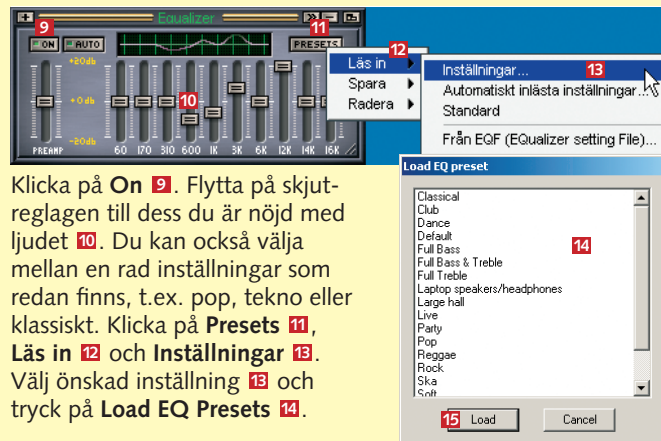 Equalizer
9
11
ON AUTO PRESETS
+20db
+0db
-20db
10
PREAMP 60 170 310 600 1K 3K 6K 12K 14K 16K
12
Läs in
Spara
Radera
Inställningar... 13
Automatiskt inlästa inställningar...
Standard
Från EQF (EQualizer setting File)...
Klicka på On 9. Flytta på skjut-
reglagen till dess du är nöjd med
ljudet 10. Du kan också välja
mellan en rad inställningar som
redan finns, t.ex. pop, tekno eller
klassiskt. Klicka på Presets 11,
Läs in 12 och Inställningar 13.
Välj önskad inställning 13 och
tryck på Load EQ Presets 14.
Load EQ preset
Classical
Club
Dance
Default
14
Full Bass
Full Bass & Treble
Full Treble
Laptop speakers/headphones
Large hall
Live
Party
Pop
Reggae
Rock
Ska
Soft
15 Load Cancel